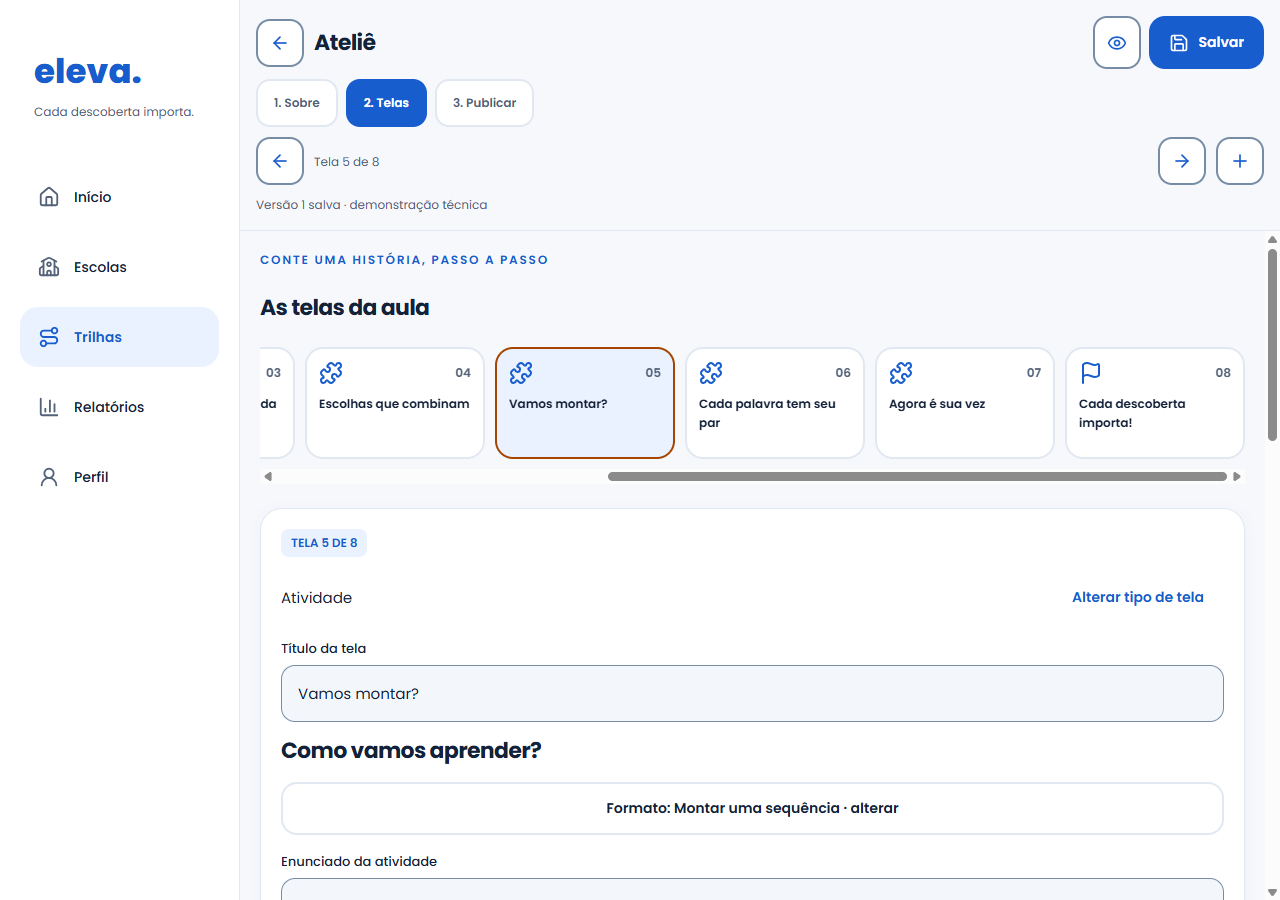 eleva.
Cada descoberta importa.
Início
Escolas
Trilhas
Relatórios
Perfil
Ateliê
Salvar
1. Sobre
2. Telas
3. Publicar
Tela 5 de 8
Versão 1 salva · demonstração técnica
CONTE UMA HISTÓRIA, PASSO A PASSO
As telas da aula
03
da
04
Escolhas que combinam
05
Vamos montar?
06
Cada palavra tem seu
par
07
Agora é sua vez
08
Cada descoberta
importa!
TELA 5 DE 8
Atividade
Alterar tipo de tela
Título da tela
Vamos montar?
Como vamos aprender?
Formato: Montar uma sequência · alterar
Enunciado da atividade